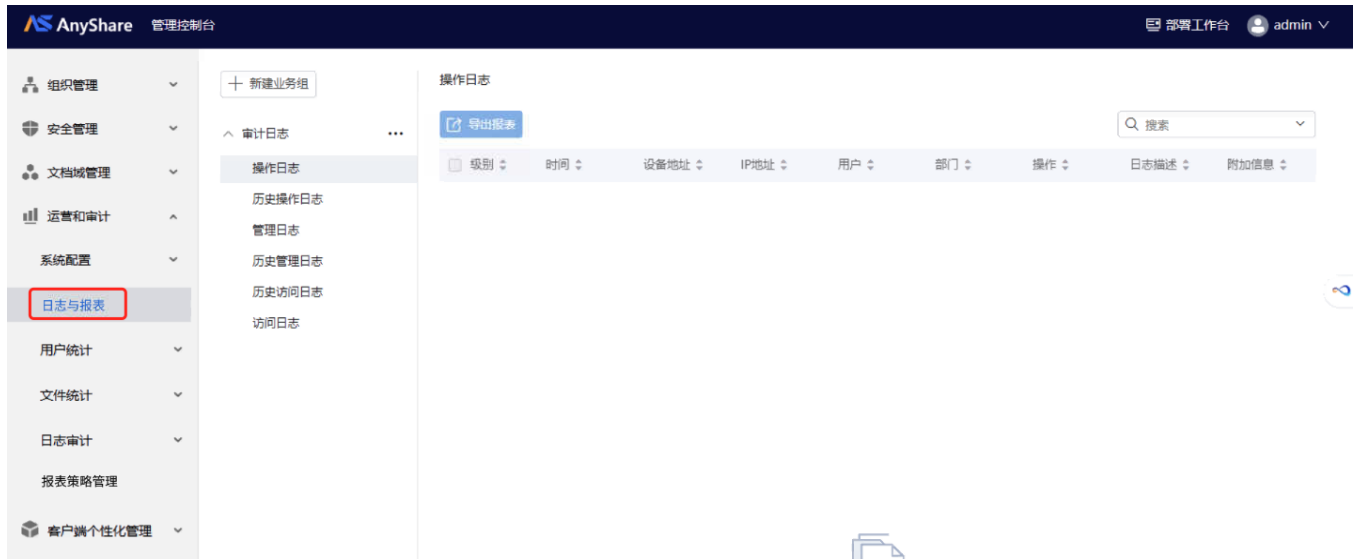 AnyShare 管理控制台 部署工作台 admin
组织管理
安全管理
文档域管理
运营和审计
系统配置
日志与报表
用户统计
文件统计
日志审计
报表策略管理
客户端个性化管理
新建业务组
审计日志
操作日志
历史操作日志
管理日志
历史管理日志
历史访问日志
访问日志
操作日志
导出报表 搜索
级别 时间 设备地址 IP地址 用户 部门 操作 日志描述 附加信息